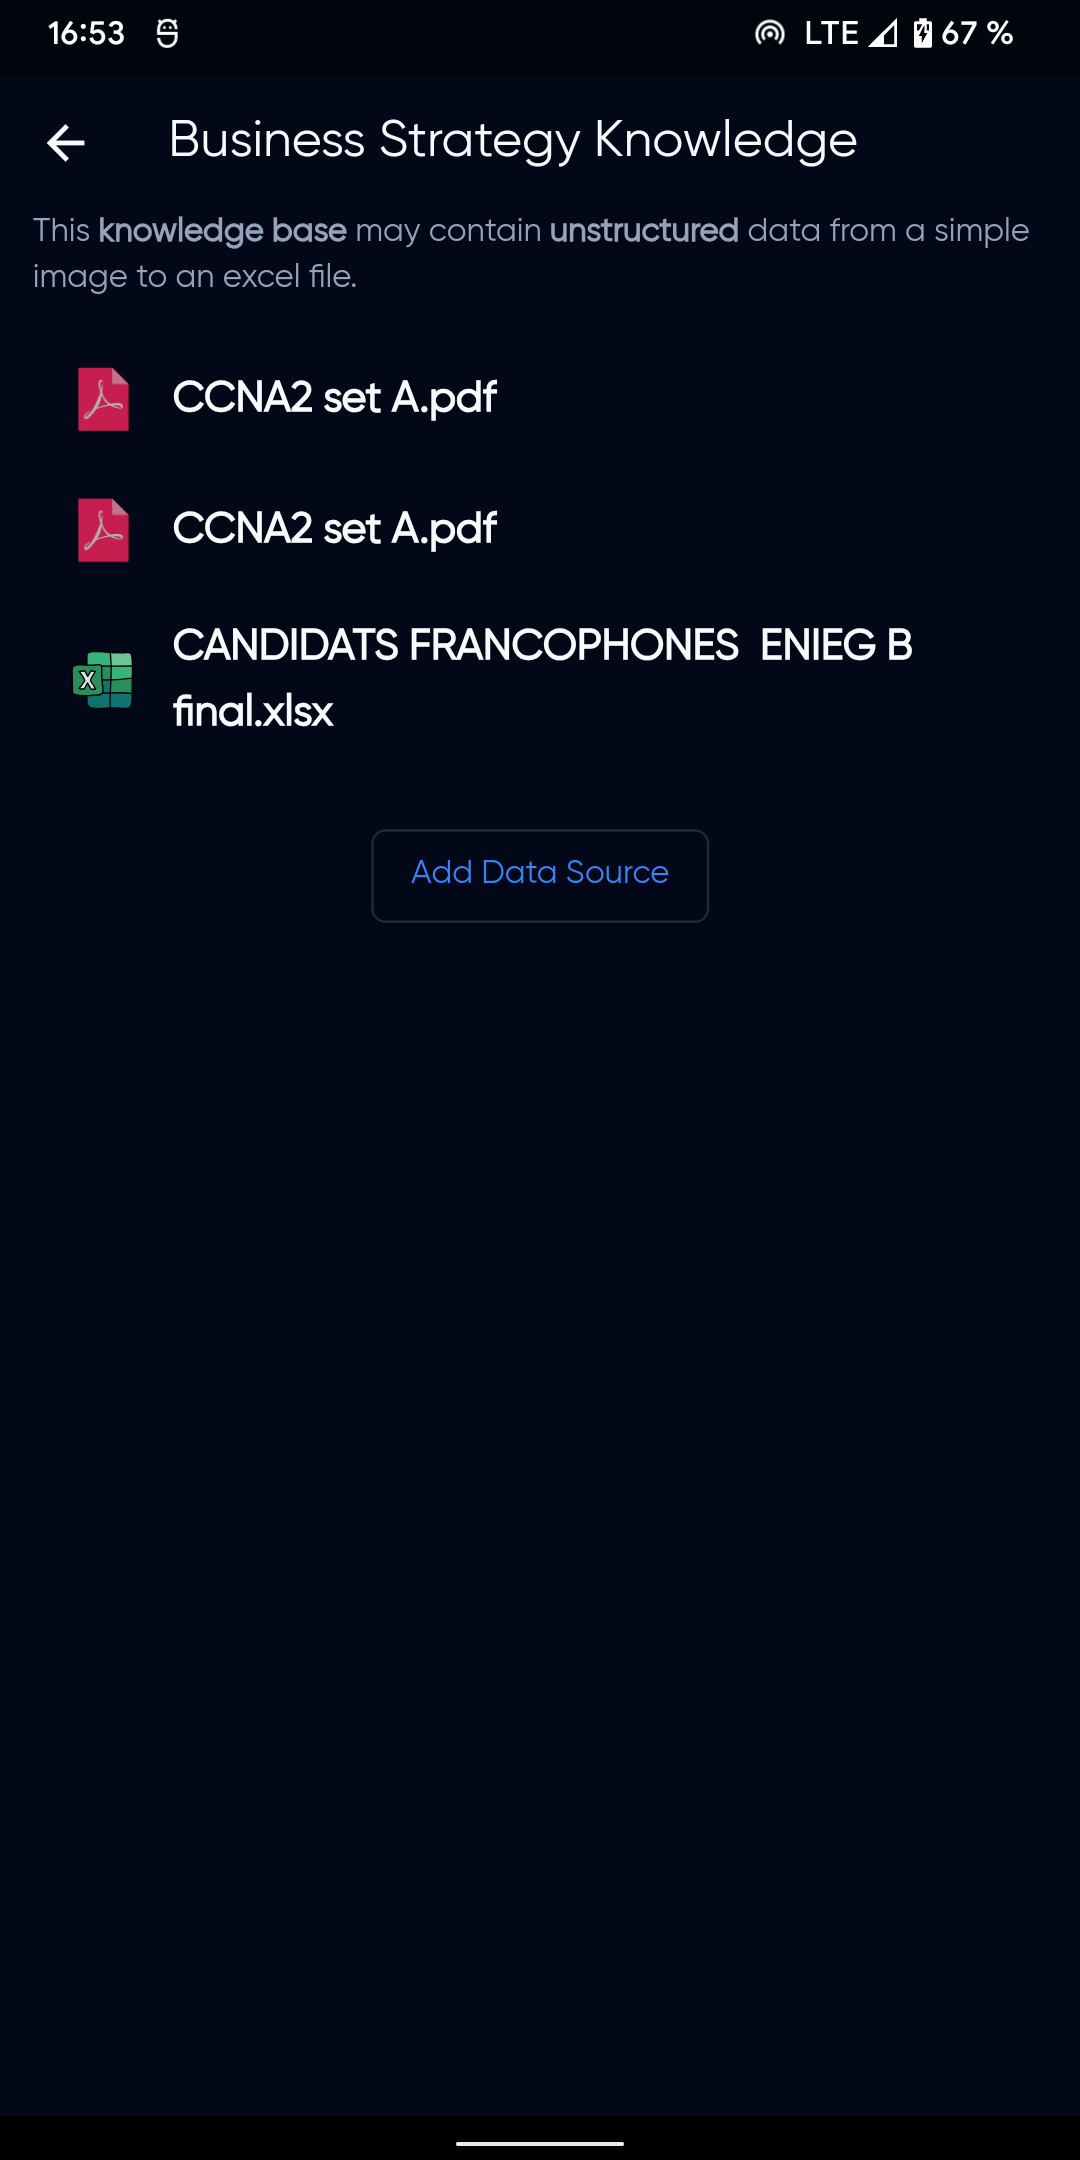 16:53 LTE 67 %
Business Strategy Knowledge
This knowledge base may contain unstructured data from a simple
image to an excel file.
CCNA2 set A.pdf
CCNA2 set A.pdf
CANDIDATS FRANCOPHONES  ENIEG B
final.xlsx
Add Data Source